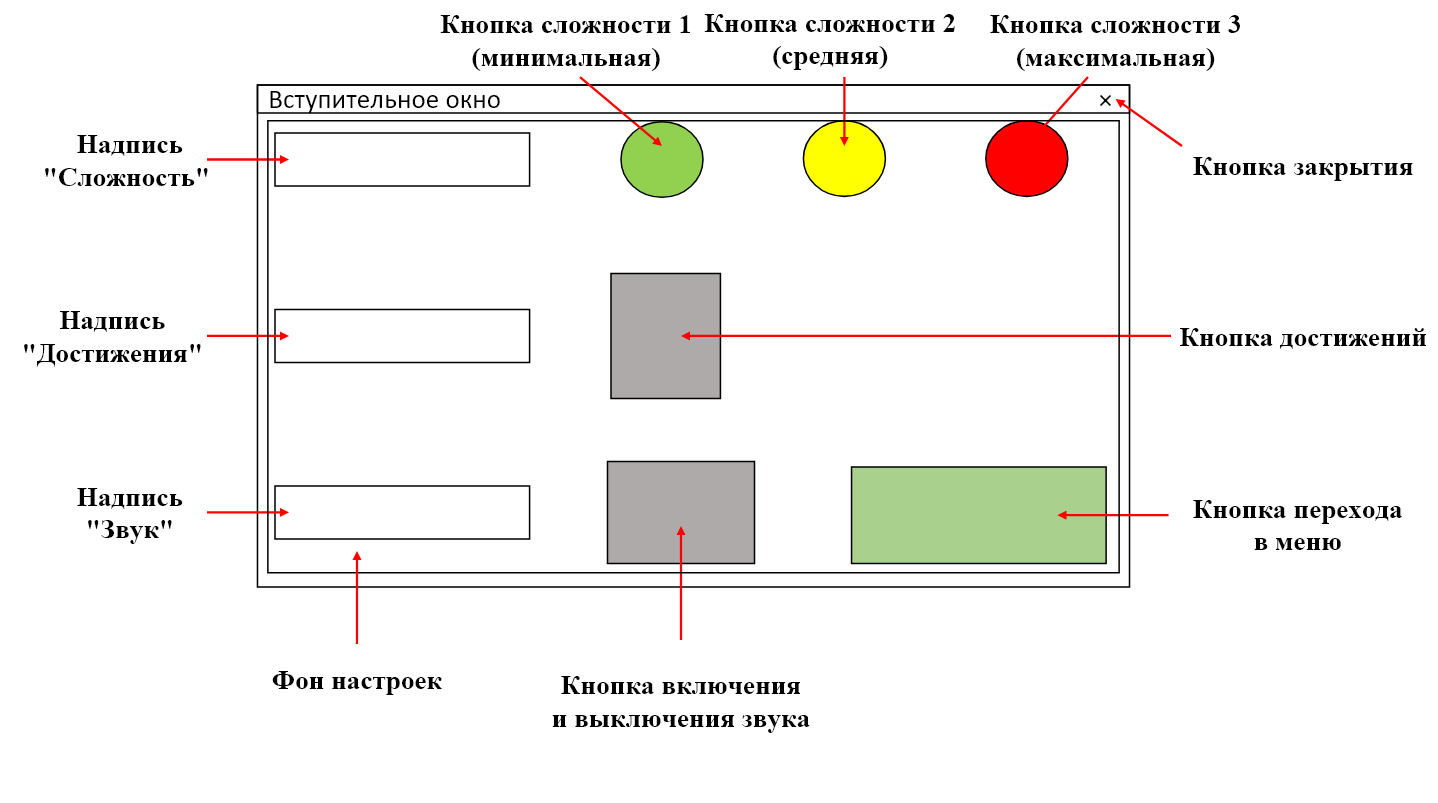 Кнопка сложности 1
(минимальная)
Кнопка сложности 2
(средняя)
Кнопка сложности 3
(максимальная)
Вступительное окно
×
Надпись
"Сложность"
Кнопка закрытия
Надпись
"Достижения"
Кнопка достижений
Надпись
"Звук"
Кнопка перехода
в меню
Фон настроек
Кнопка включения
и выключения звука